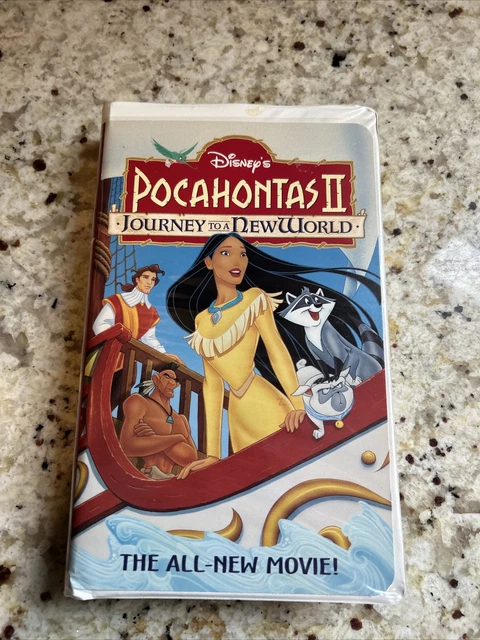 Disney's
POCAHONTAS II
JOURNEY TO A NEW WORLD
THE ALL-NEW MOVIE!